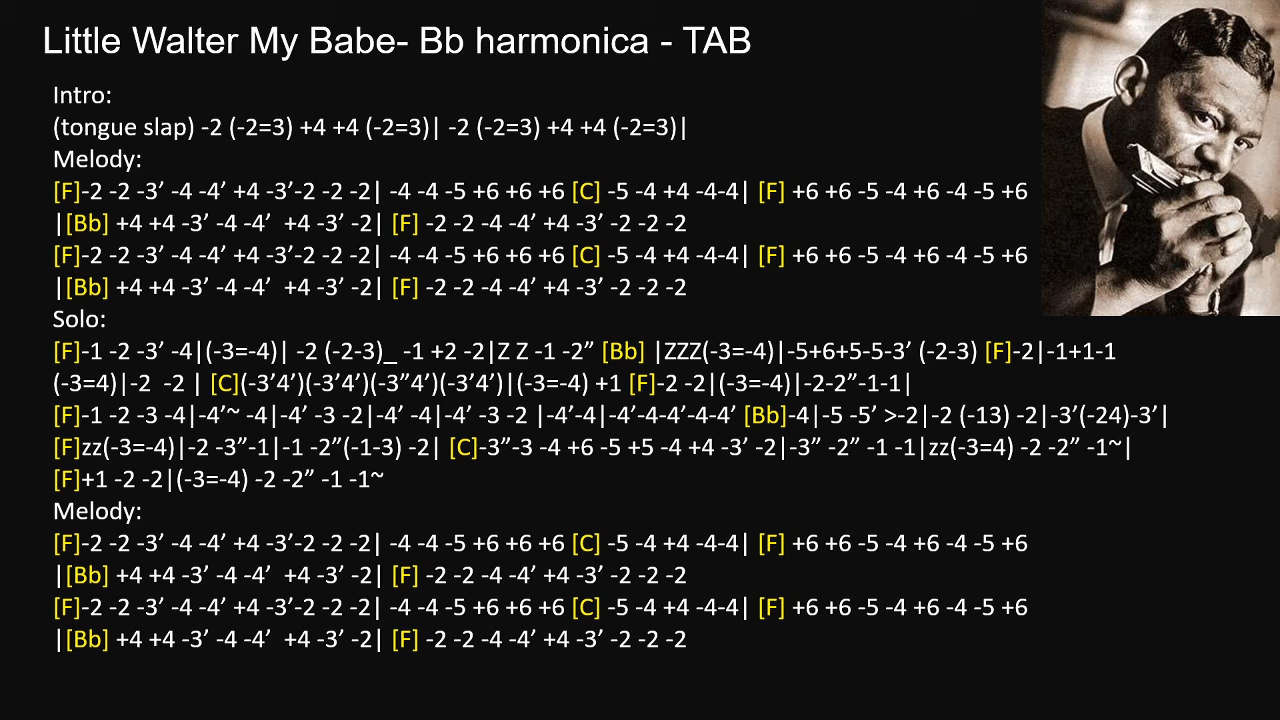 Little Walter My Babe- Bb harmonica - TAB
Intro:
(tongue slap) -2 (-2=3) +4 +4 (-2=3)| -2 (-2=3) +4 +4 (-2=3)|
Melody:
[F]-2 -2 -3’ -4 -4’ +4 -3’-2 -2 -2| -4 -4 -5 +6 +6 +6 [C] -5 -4 +4 -4-4| [F] +6 +6 -5 -4 +6 -4 -5 +6
|[Bb] +4 +4 -3’ -4 -4’ +4 -3’ -2| [F] -2 -2 -4 -4’ +4 -3’ -2 -2 -2
[F]-2 -2 -3’ -4 -4’ +4 -3’-2 -2 -2| -4 -4 -5 +6 +6 +6 [C] -5 -4 +4 -4-4| [F] +6 +6 -5 -4 +6 -4 -5 +6
|[Bb] +4 +4 -3’ -4 -4’ +4 -3’ -2| [F] -2 -2 -4 -4’ +4 -3’ -2 -2 -2
Solo:
[F]-1 -2 -3’ -4|(-3=-4)| -2 (-2-3)_ -1 +2 -2|Z Z -1 -2” [Bb] |ZZZ(-3=-4)|-5+6+5-5-3’ (-2-3) [F]-2|-1+1-1
(-3=4)|-2 -2 | [C](-3’4’)(-3’4’)(-3”4’)(-3’4’)|(-3=-4) +1 [F]-2 -2|(-3=-4)|-2-2”-1-1|
[F]-1 -2 -3 -4|-4’~ -4|-4’ -3 -2|-4’ -4|-4’ -3 -2 |-4’-4|-4’-4-4’-4-4’ [Bb]-4|-5 -5’ >-2|-2 (-13) -2|-3’(-24)-3’|
[F]zz(-3=-4)|-2 -3”-1|-1 -2”(-1-3) -2| [C]-3”-3 -4 +6 -5 +5 -4 +4 -3’ -2|-3” -2” -1 -1|zz(-3=4) -2 -2” -1~|
[F]+1 -2 -2|(-3=-4) -2 -2” -1 -1~
Melody:
[F]-2 -2 -3’ -4 -4’ +4 -3’-2 -2 -2| -4 -4 -5 +6 +6 +6 [C] -5 -4 +4 -4-4| [F] +6 +6 -5 -4 +6 -4 -5 +6
|[Bb] +4 +4 -3’ -4 -4’ +4 -3’ -2| [F] -2 -2 -4 -4’ +4 -3’ -2 -2 -2
[F]-2 -2 -3’ -4 -4’ +4 -3’-2 -2 -2| -4 -4 -5 +6 +6 +6 [C] -5 -4 +4 -4-4| [F] +6 +6 -5 -4 +6 -4 -5 +6
|[Bb] +4 +4 -3’ -4 -4’ +4 -3’ -2| [F] -2 -2 -4 -4’ +4 -3’ -2 -2 -2